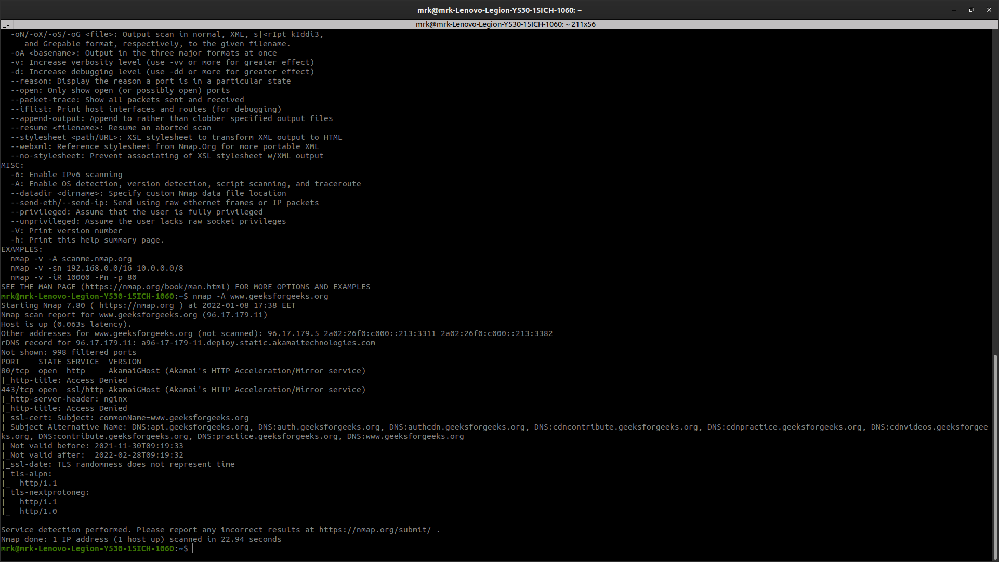 mrk@mrk-Lenovo-Legion-Y530-15ICH-1060: ~
mrk@mrk-Lenovo-Legion-Y530-15ICH-1060: ~ 211x56
  -oN/-oX/-oS/-oG <file>: Output scan in normal, XML, s|<rIpt kIddi3,
     and Grepable format, respectively, to the given filename.
  -oA <basename>: Output in the three major formats at once
  -v: Increase verbosity level (use -vv or more for greater effect)
  -d: Increase debugging level (use -dd or more for greater effect)
  --reason: Display the reason a port is in a particular state
  --open: Only show open (or possibly open) ports
  --packet-trace: Show all packets sent and received
  --iflist: Print host interfaces and routes (for debugging)
  --append-output: Append to rather than clobber specified output files
  --resume <filename>: Resume an aborted scan
  --stylesheet <path/URL>: XSL stylesheet to transform XML output to HTML
  --webxml: Reference stylesheet from Nmap.Org for more portable XML
  --no-stylesheet: Prevent associating of XSL stylesheet w/XML output
MISC:
  -6: Enable IPv6 scanning
  -A: Enable OS detection, version detection, script scanning, and traceroute
  --datadir <dirname>: Specify custom Nmap data file location
  --send-eth/--send-ip: Send using raw ethernet frames or IP packets
  --privileged: Assume that the user is fully privileged
  --unprivileged: Assume the user lacks raw socket privileges
  -V: Print version number
  -h: Print this help summary page.
EXAMPLES:
  nmap -v -A scanme.nmap.org
  nmap -v -sn 192.168.0.0/16 10.0.0.0/8
  nmap -v -iR 10000 -Pn -p 80
SEE THE MAN PAGE (https://nmap.org/book/man.html) FOR MORE OPTIONS AND EXAMPLES
mrk@mrk-Lenovo-Legion-Y530-15ICH-1060:~$ nmap -A www.geeksforgeeks.org
Starting Nmap 7.80 ( https://nmap.org ) at 2022-01-08 17:38 EET
Nmap scan report for www.geeksforgeeks.org (96.17.179.11)
Host is up (0.063s latency).
Other addresses for www.geeksforgeeks.org (not scanned): 96.17.179.5 2a02:26f0:c000::213:3311 2a02:26f0:c000::213:3382
rDNS record for 96.17.179.11: a96-17-179-11.deploy.static.akamaitechnologies.com
Not shown: 998 filtered ports
PORT    STATE SERVICE  VERSION
80/tcp  open  http     AkamaiGHost (Akamai's HTTP Acceleration/Mirror service)
|_http-title: Access Denied
443/tcp open  ssl/http AkamaiGHost (Akamai's HTTP Acceleration/Mirror service)
|_http-server-header: nginx
|_http-title: Access Denied
| ssl-cert: Subject: commonName=www.geeksforgeeks.org
| Subject Alternative Name: DNS:api.geeksforgeeks.org, DNS:auth.geeksforgeeks.org, DNS:authcdn.geeksforgeeks.org, DNS:cdncontribute.geeksforgeeks.org, DNS:cdnpractice.geeksforgeeks.org, DNS:cdnvideos.geeksforgee
ks.org, DNS:contribute.geeksforgeeks.org, DNS:practice.geeksforgeeks.org, DNS:www.geeksforgeeks.org
| Not valid before: 2021-11-30T09:19:33
|_Not valid after:  2022-02-28T09:19:32
|_ssl-date: TLS randomness does not represent time
| tls-alpn:
|_  http/1.1
| tls-nextprotoneg:
|   http/1.1
|_  http/1.0
Service detection performed. Please report any incorrect results at https://nmap.org/submit/ .
Nmap done: 1 IP address (1 host up) scanned in 22.94 seconds
mrk@mrk-Lenovo-Legion-Y530-15ICH-1060:~$